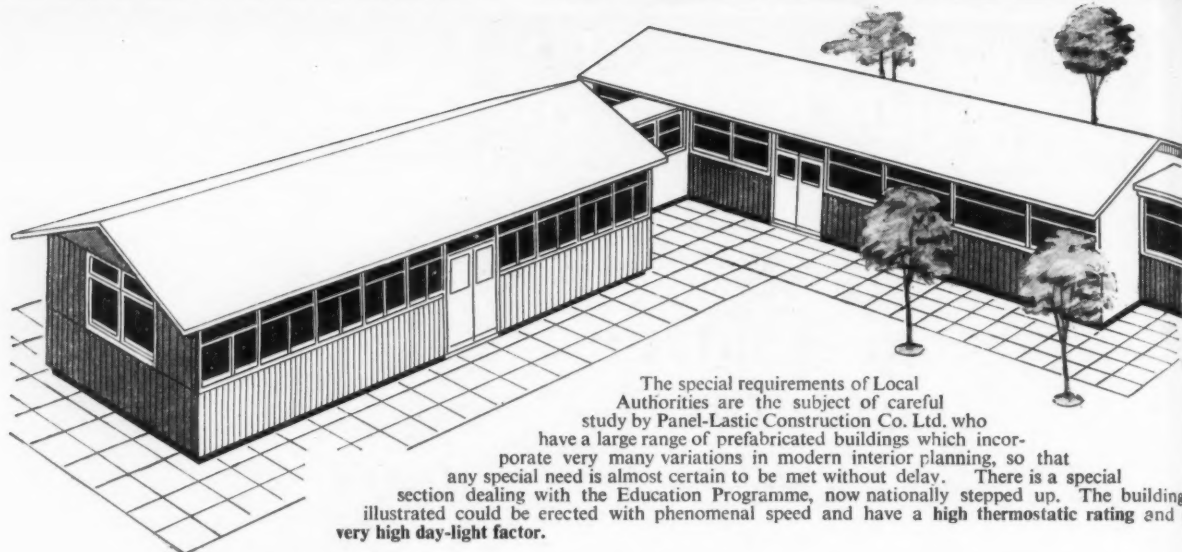 The special requirements of Local
Authorities are the subject of careful
study by Panel-Lastic Construction Co. Ltd. who
have a large range of prefabricated buildings which incor-
porate very many variations in modern interior planning, so that
any special need is almost certain to be met without delay. There is a special
section dealing with the Education Programme, now nationally stepped up. The building
illustrated could be erected with phenomenal speed and have a high thermostatic rating and
very high day-light factor.